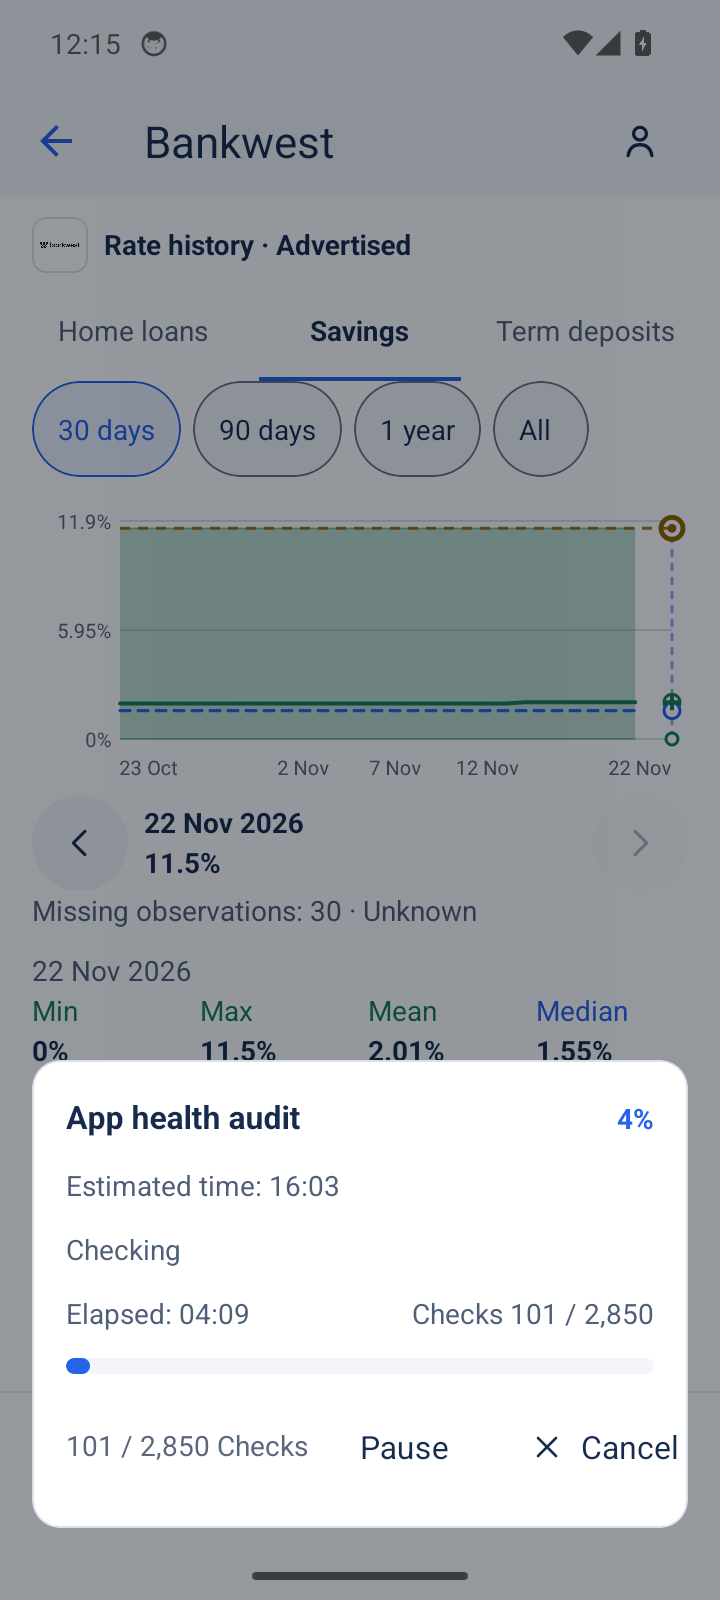 12:15
Bankwest
bankwest
Rate history · Advertised
Home loans Savings Term deposits
30 days 90 days 1 year All
11.9%
5.95%
0%
23 Oct 2 Nov 7 Nov 12 Nov 22 Nov
22 Nov 2026
11.5%
Missing observations: 30 · Unknown
22 Nov 2026
Min Max Mean Median
0% 11.5% 2.01% 1.55%
App health audit 4%
Estimated time: 16:03
Checking
Elapsed: 04:09 Checks 101 / 2,850
101 / 2,850 Checks Pause Cancel